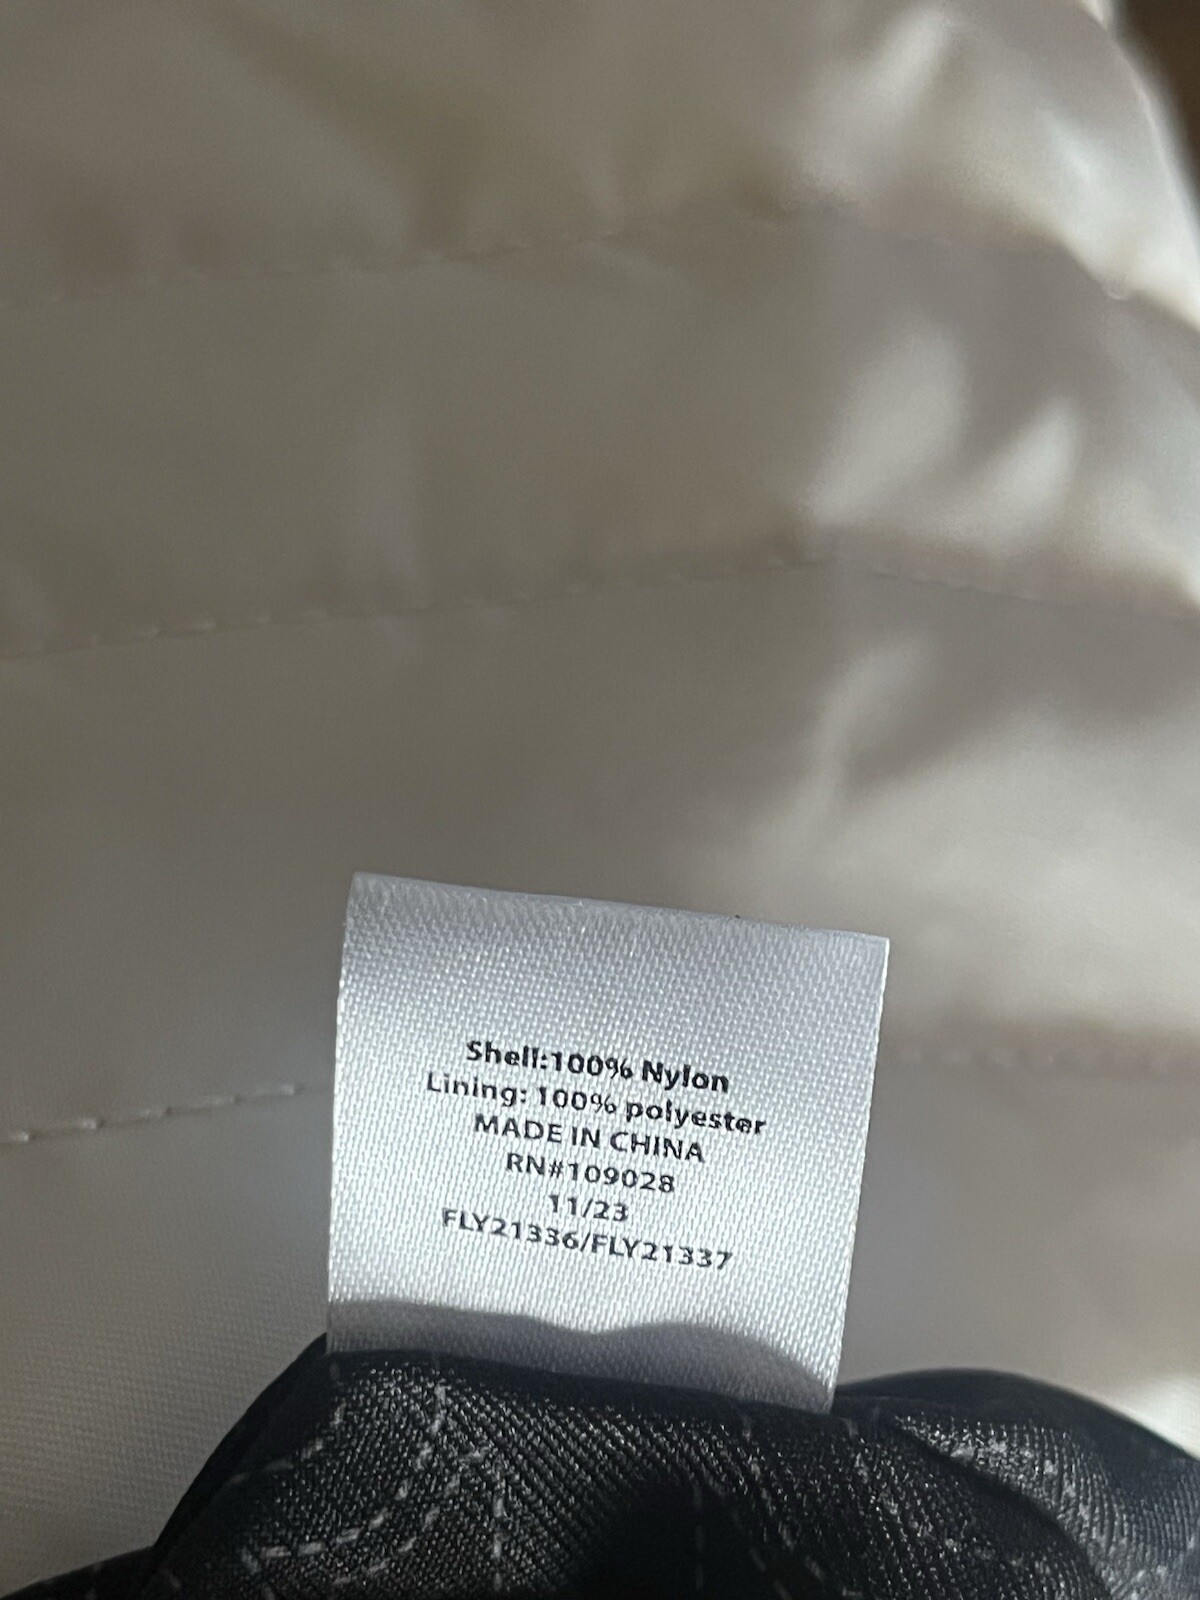 Shell:100% Nylon
Lining: 100% polyester
MADE IN CHINA
RN#109028
11/23
FLY21336/FLY21337